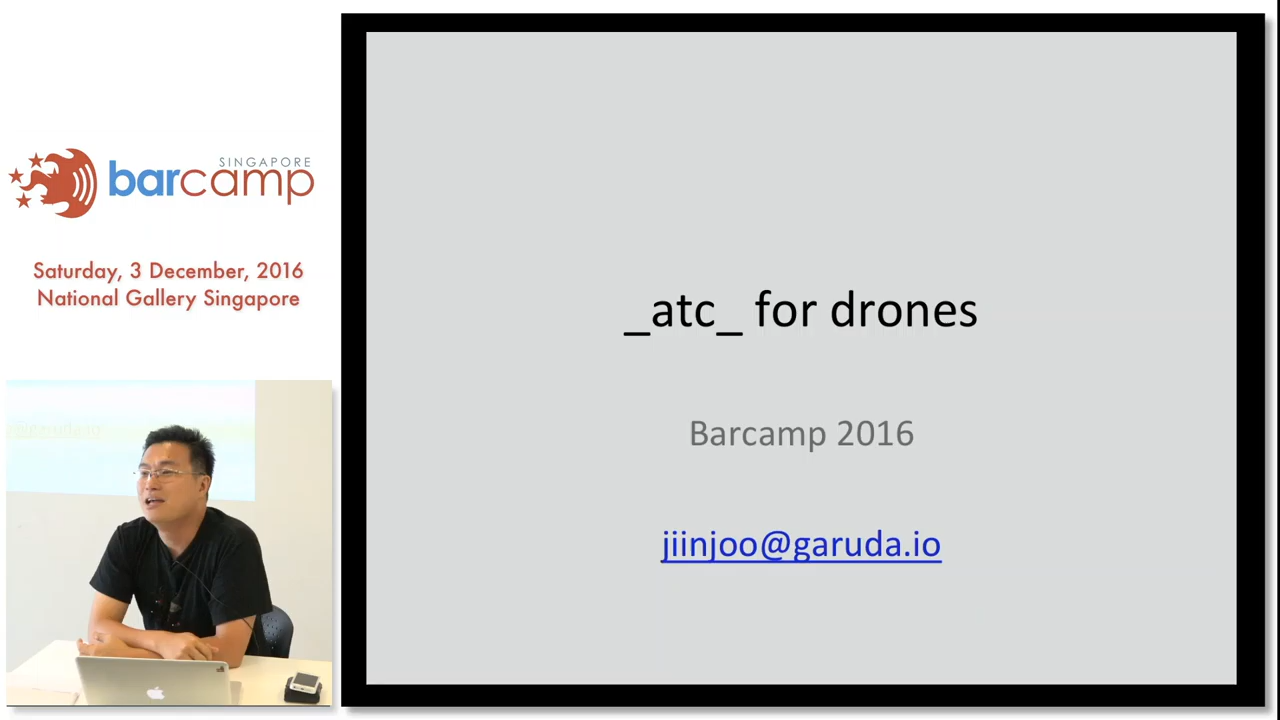 SINGAPORE
barcamp
Saturday, 3 December, 2016
National Gallery Singapore
_atc_ for drones
Barcamp 2016
jiinjoo@garuda.io